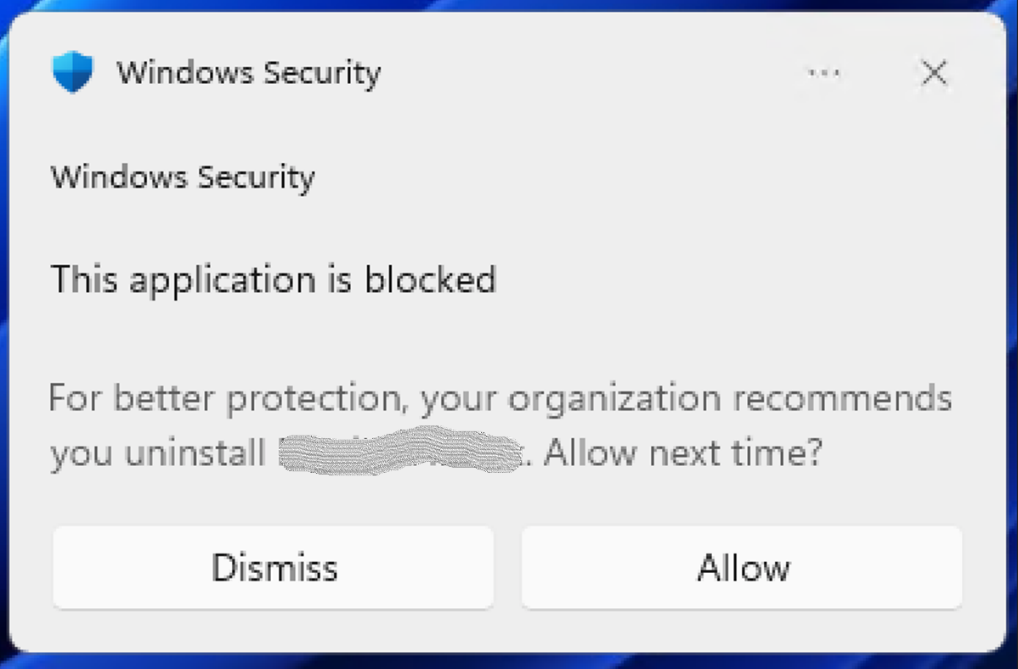 Windows Security
Windows Security
This application is blocked
For better protection, your organization recommends
you uninstall . Allow next time?
Dismiss
Allow